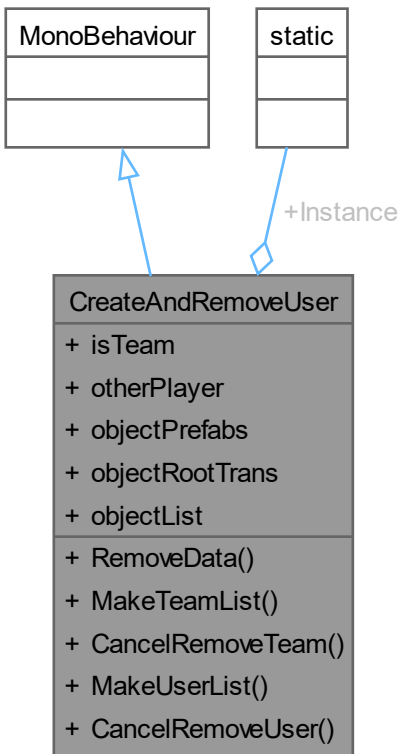 MonoBehaviour
static
+Instance
CreateAndRemoveUser
+ isTeam
+ otherPlayer
+ objectPrefabs
+ objectRootTrans
+ objectList
+ RemoveData()
+ MakeTeamList()
+ CancelRemoveTeam()
+ MakeUserList()
+ CancelRemoveUser()